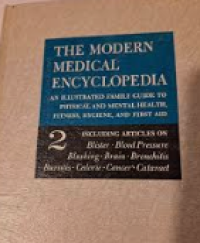 THE MODERN
MEDICAL
ENCYCLOPEDIA
AN ILLUSTRATED FAMILY GUIDE TO
PHYSICAL AND MENTAL HEALTH,
FITNESS, HYGIENE, AND FIRST AID
2 INCLUDING ARTICLES ON
Blister · Blood Pressure
Blushing · Brain · Bronchitis
Bursitis · Calorie · Cancer · Cataract